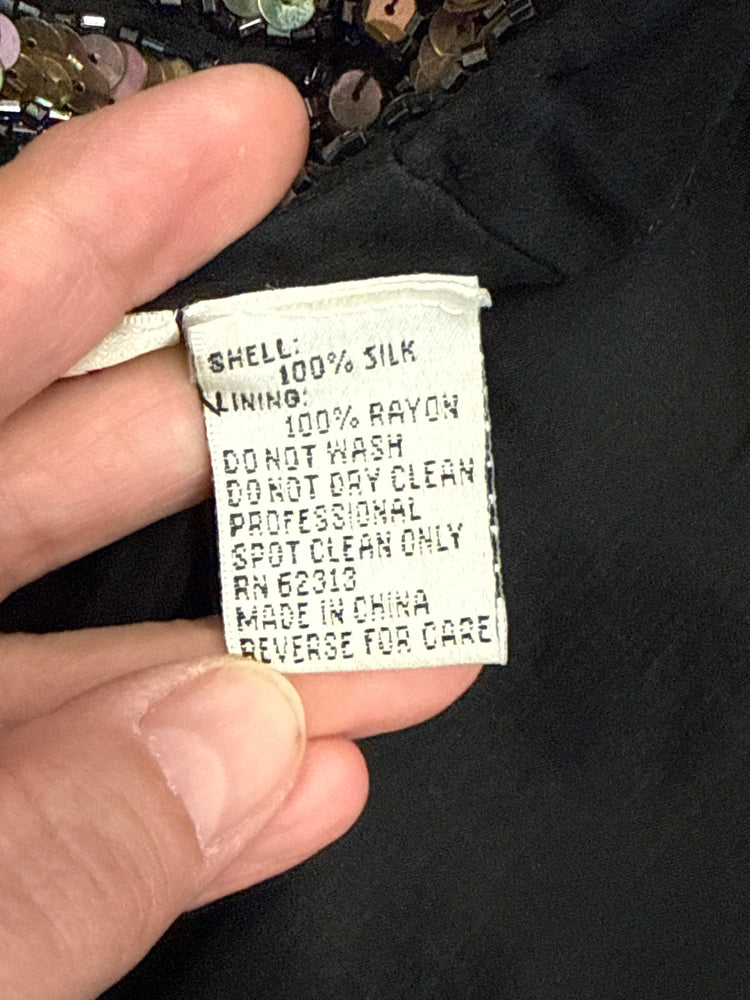 SHELL:
100% SILK
LINING:
100% RAYON
DO NOT WASH
DO NOT DRY CLEAN
PROFESSIONAL
SPOT CLEAN ONLY
RN 62313
MADE IN CHINA
REVERSE FOR CARE